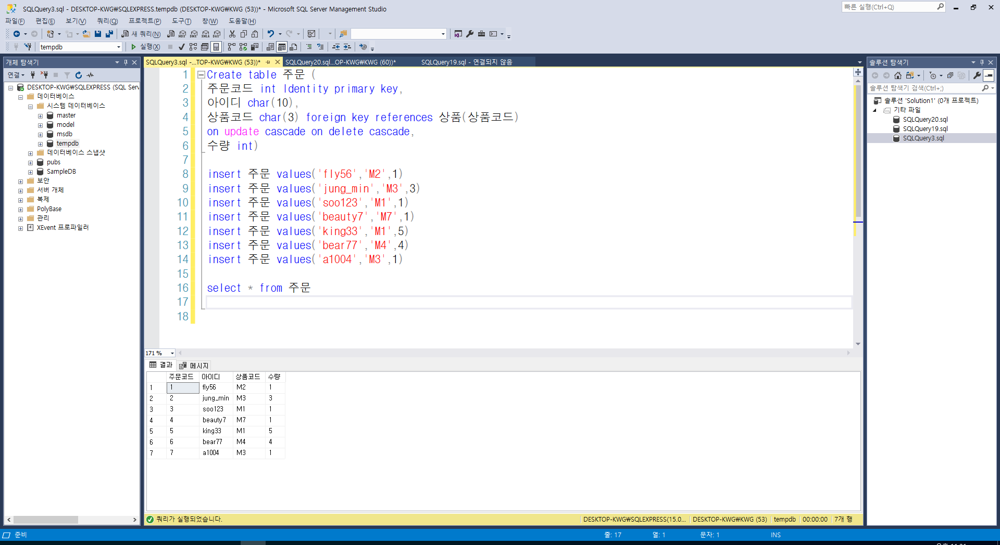 SQLQuery3.sql - DESKTOP-KWG\SQLEXPRESS.tempdb (DESKTOP-KWG\KWG (53))* - Microsoft SQL Server Management Studio
빠른 실행(Ctrl+Q)
파일(F) 편집(E) 보기(V) 쿼리(Q) 프로젝트(P) 도구(T) 창(W) 도움말(H)
새 쿼리(N)
MDX DMX XMLA DAX
tempdb
실행(X)
개체 탐색기
연결
DESKTOP-KWG₩SQLEXPRESS (SQL Serv
데이터베이스
시스템 데이터베이스
master
model
msdb
tempdb
데이터베이스 스냅샷
pubs
SampleDB
보안
서버 개체
복제
PolyBase
관리
XEvent 프로파일러
SQLQuery3.sql -...TOP-KWG₩KWG (53))*
SQLQuery20.sql...OP-KWG₩KWG (60))*
SQLQuery19.sql - 연결되지 않음
1 Create table 주문 (
2 주문코드 int Identity primary key,
3 아이디 char(10),
4 상품코드 char(3) foreign key references 상품(상품코드)
5 on update cascade on delete cascade,
6 수량 int)
7
8 insert 주문 values('fly56','M2',1)
9 insert 주문 values('jung_min','M3',3)
10 insert 주문 values('soo123','M1',1)
11 insert 주문 values('beauty7','M7',1)
12 insert 주문 values('king33','M1',5)
13 insert 주문 values('bear77','M4',4)
14 insert 주문 values('a1004','M3',1)
15
16 select * from 주문
17
18
171 %
결과 메시지
주문코드 아이디 상품코드 수량
1 1 fly56 M2 1
2 2 jung_min M3 3
3 3 soo123 M1 1
4 4 beauty7 M7 1
5 5 king33 M1 5
6 6 bear77 M4 4
7 7 a1004 M3 1
쿼리가 실행되었습니다.
DESKTOP-KWG₩SQLEXPRESS(15.0... DESKTOP-KWG₩KWG (53) tempdb 00:00:00 7개 행
솔루션 탐색기
솔루션 탐색기 검색(Ctrl+;)
솔루션 'Solution1' (0개 프로젝트)
기타 파일
SQLQuery20.sql
SQLQuery19.sql
SQLQuery3.sql
준비
줄: 17 열: 1 문자: 1 INS